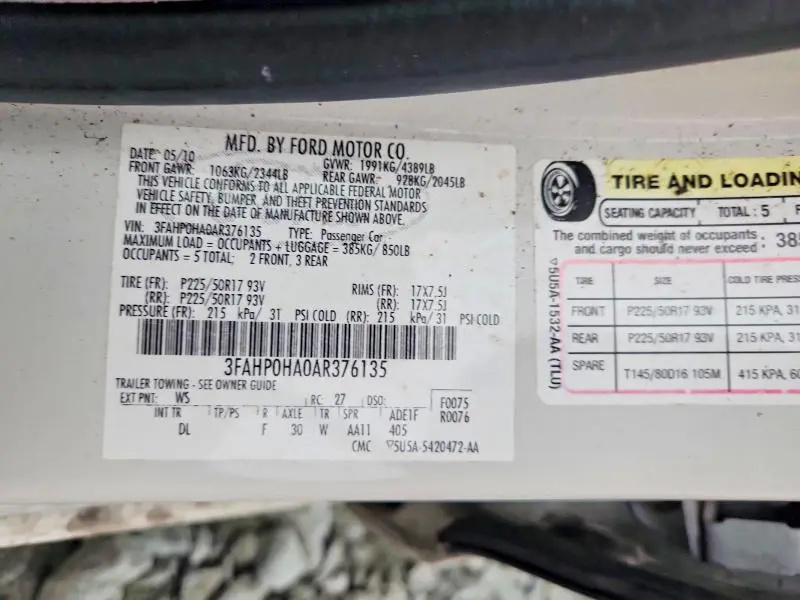 MFD. BY FORD MOTOR CO.
DATE: 05/10 GVWR: 1991KG/4389LB
FRONT GAWR: 1063KG/2344LB REAR GAWR: 928KG/2045LB
THIS VEHICLE CONFORMS TO ALL APPLICABLE FEDERAL MOTOR
VEHICLE SAFETY, BUMPER, AND THEFT PREVENTION STANDARDS
IN EFFECT ON THE DATE OF MANUFACTURE SHOWN ABOVE.
VIN: 3FAHP0HA0AR376135 TYPE: Passenger Car
MAXIMUM LOAD = OCCUPANTS + LUGGAGE = 385KG/ 850LB
OCCUPANTS = 5 TOTAL: 2 FRONT, 3 REAR
TIRE (FR): P225/50R17 93V RIMS (FR): 17X7.5J
(RR): P225/50R17 93V (RR): 17X7.5J
PRESSURE (FR): 215 kPa/ 31 PSI COLD (RR): 215 kPa/ 31 PSI COLD
3FAHP0HA0AR376135
TRAILER TOWING - SEE OWNER GUIDE
EXT PNT: WS RC: 27 DSO: F0075
INT TR TP/PS R AXLE TR SPR ADE1F R0076
DL F 30 W AA11 405
CMC ▽5U5A-5420472-AA
TIRE AND LOADIN
SEATING CAPACITY TOTAL : 5 F
The combined weight of occupants
and cargo should never exceed : 385
▽5U5A-1532-AA (TLU)
TIRE SIZE COLD TIRE PRES
FRONT P225/50R17 93V 215 KPA, 31
REAR P225/50R17 93V 215 KPA, 31
SPARE T145/80D16 105M 415 KPA, 60